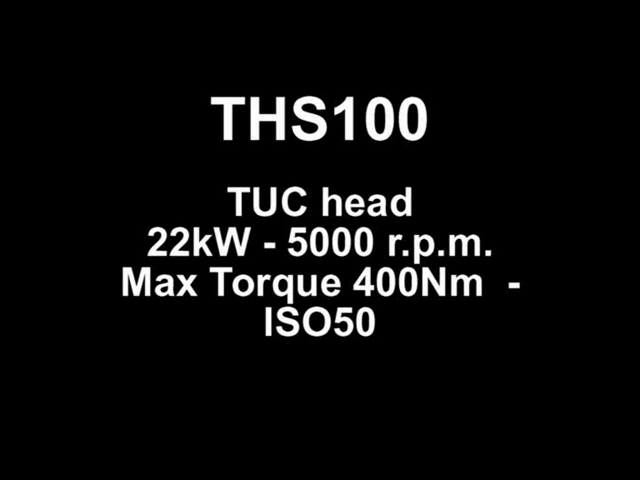 THS100
TUC head
22kW - 5000 r.p.m.
Max Torque 400Nm  -
ISO50